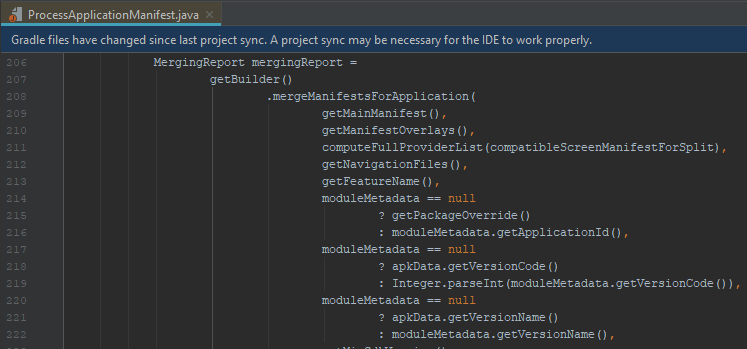 ProcessApplicationManifest.java
Gradle files have changed since last project sync. A project sync may be necessary for the IDE to work properly.
206 MergingReport mergingReport =
207 getBuilder()
208 .mergeManifestsForApplication(
209 getMainManifest(),
210 getManifestOverlays(),
211 computeFullProviderList(compatibleScreenManifestForSplit),
212 getNavigationFiles(),
213 getFeatureName(),
214 moduleMetadata == null
215 ? getPackageOverride()
216 : moduleMetadata.getApplicationId(),
217 moduleMetadata == null
218 ? apkData.getVersionCode()
219 : Integer.parseInt(moduleMetadata.getVersionCode()),
220 moduleMetadata == null
221 ? apkData.getVersionName()
222 : moduleMetadata.getVersionName(),